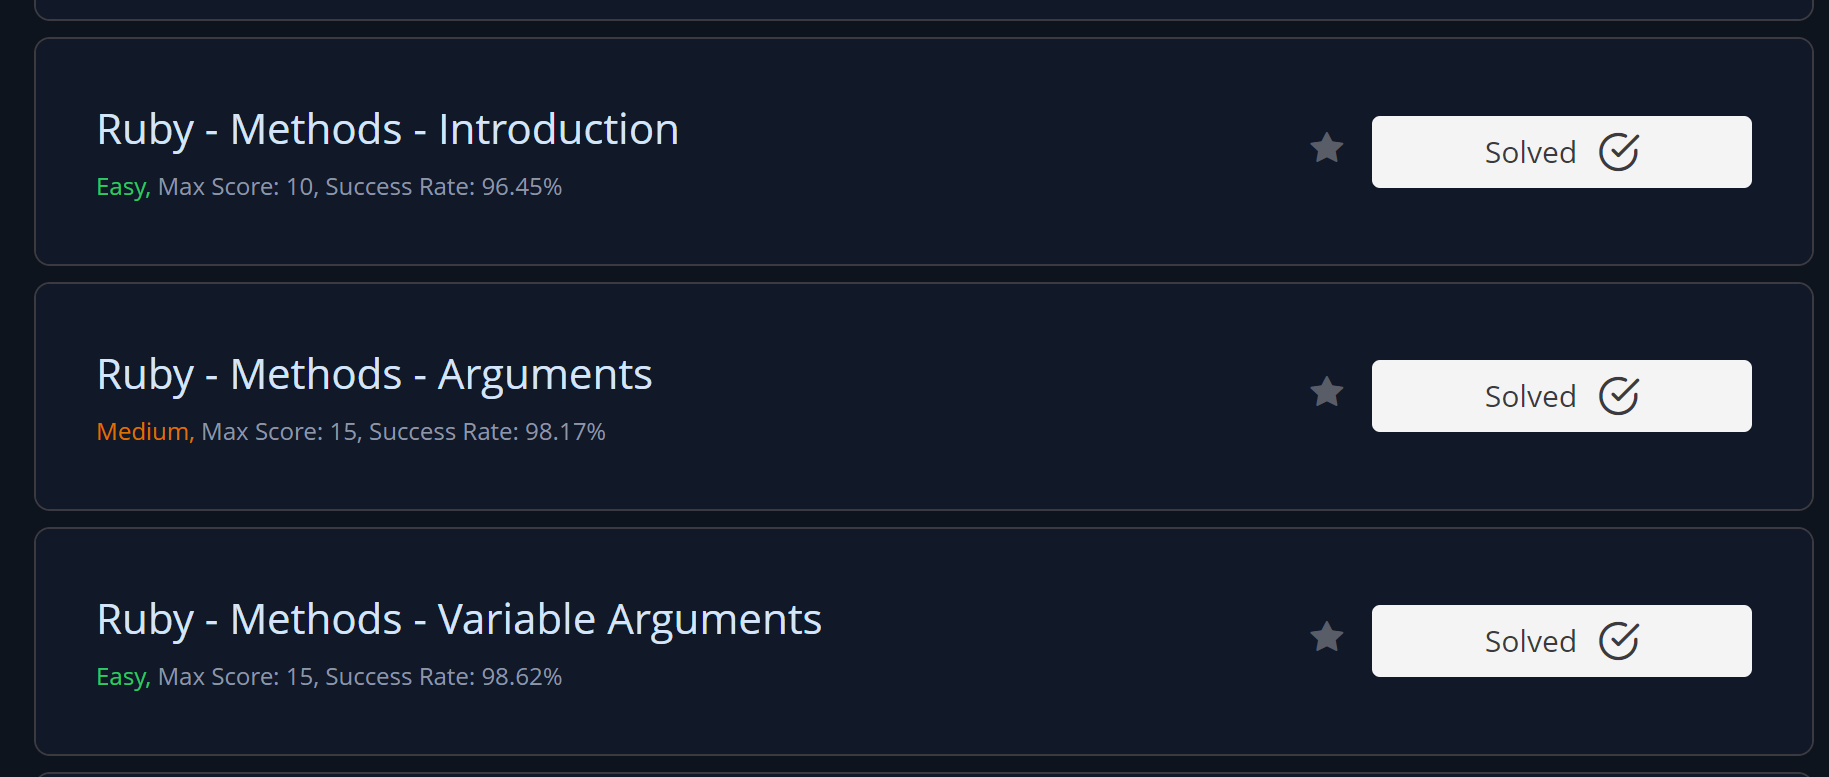 Ruby - Methods - Introduction
Easy, Max Score: 10, Success Rate: 96.45%
Solved
Ruby - Methods - Arguments
Medium, Max Score: 15, Success Rate: 98.17%
Solved
Ruby - Methods - Variable Arguments
Easy, Max Score: 15, Success Rate: 98.62%
Solved